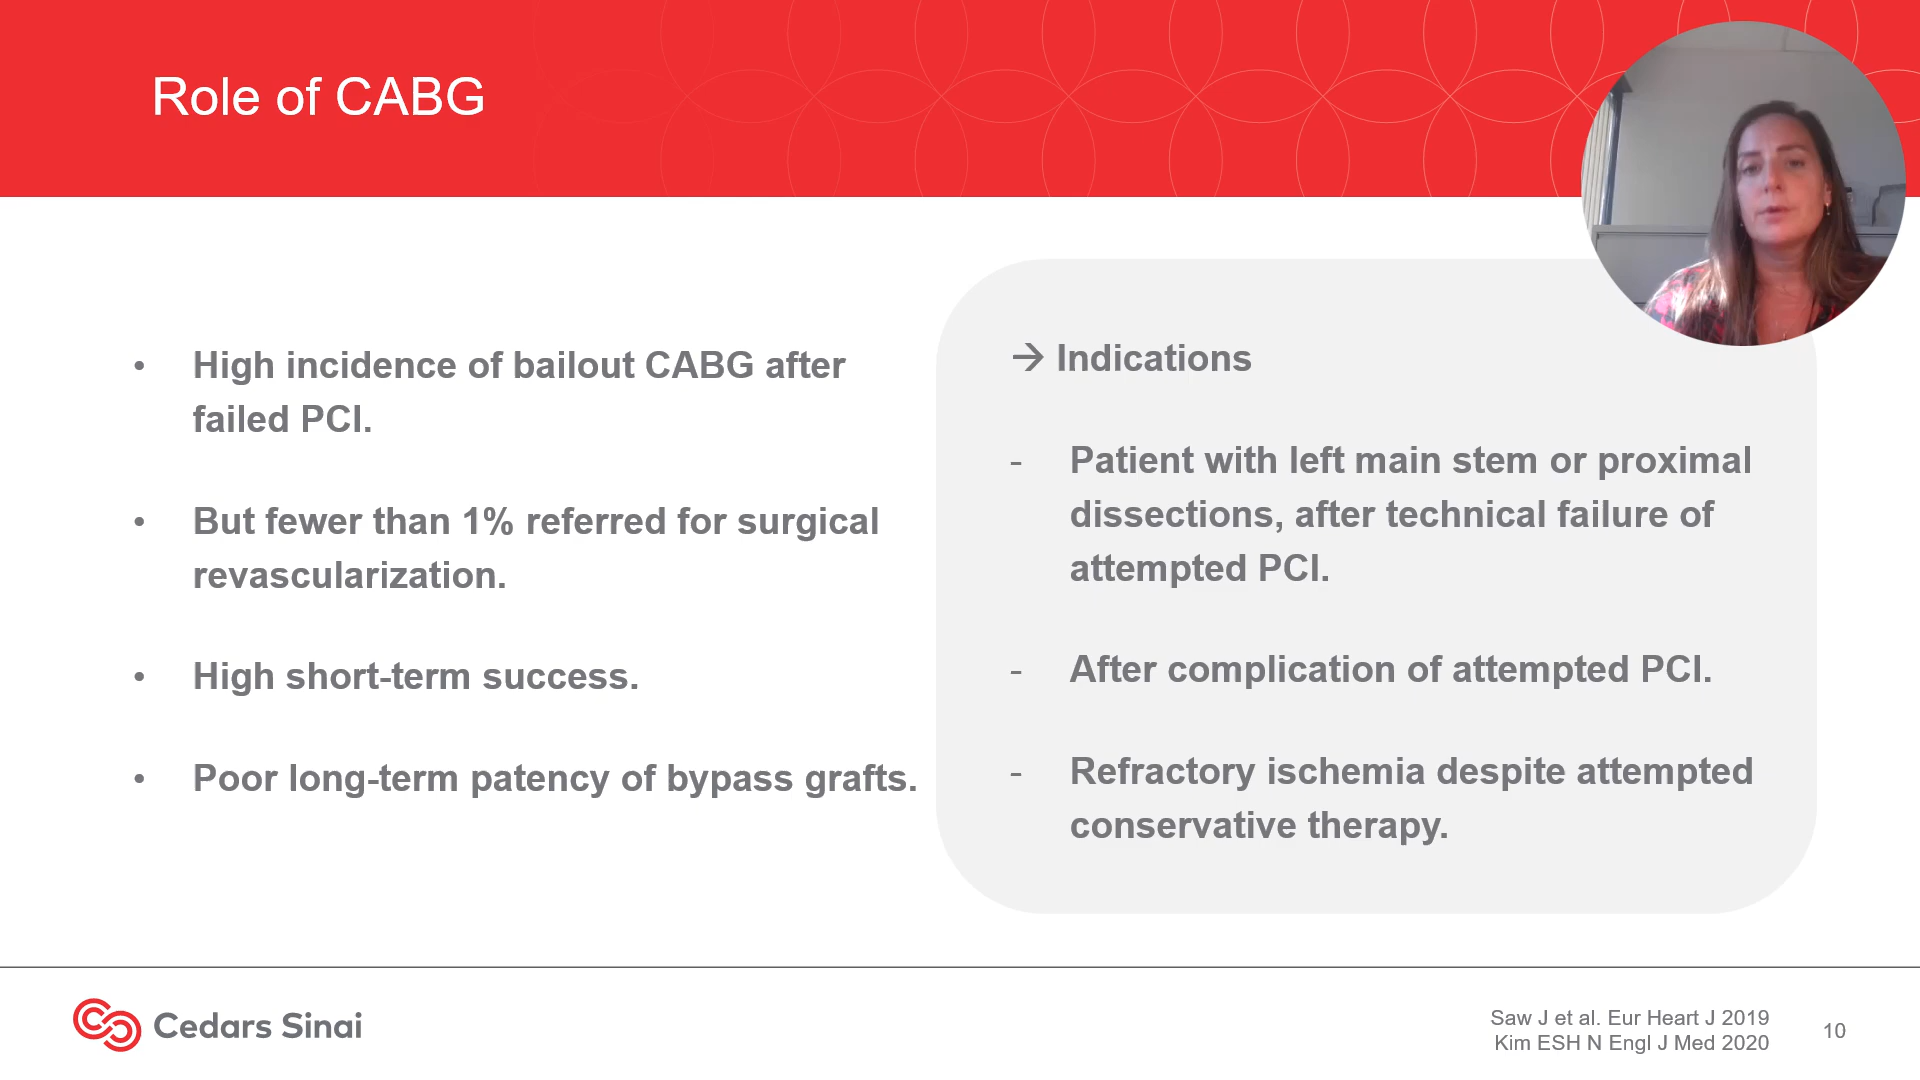 Role of CABG
• High incidence of bailout CABG after
failed PCI.
• But fewer than 1% referred for surgical
revascularization.
• High short-term success.
• Poor long-term patency of bypass grafts.
→ Indications
- Patient with left main stem or proximal
dissections, after technical failure of
attempted PCI.
- After complication of attempted PCI.
- Refractory ischemia despite attempted
conservative therapy.
Cedars Sinai
Saw J et al. Eur Heart J 2019
Kim ESH N Engl J Med 2020
10